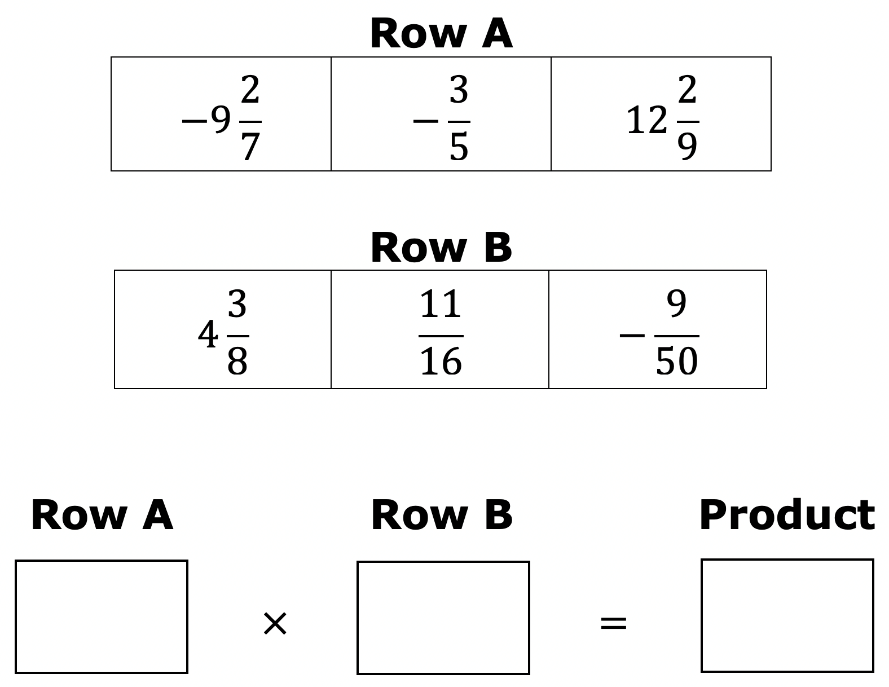 Row A
−9 2/7   − 3/5   12 2/9
Row B
4 3/8   11/16   − 9/50
Row A   Row B   Product
×   =